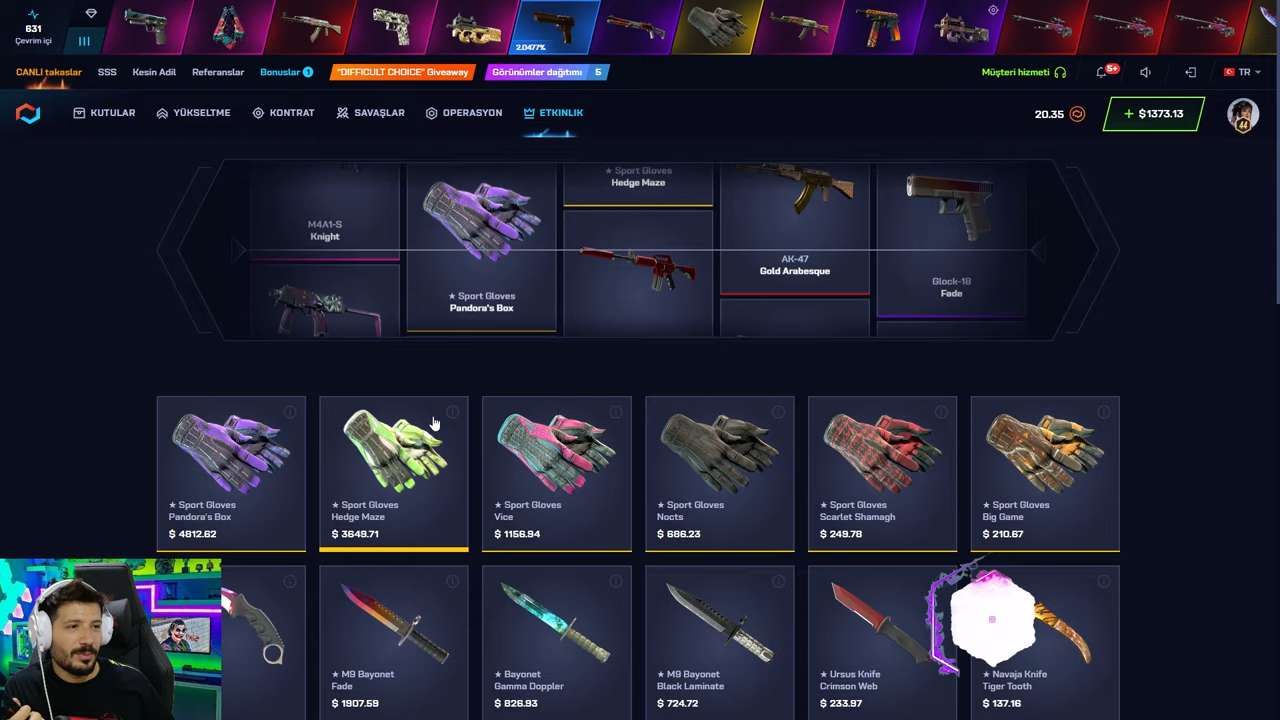 631
Çevrim içi
2.0477%
CANLI takaslar
SSS
Kesin Adil
Referanslar
Bonuslar 1
"DIFFICULT CHOICE" Giveaway
Görünümler dağıtımı 5
Müşteri hizmeti
5+
TR
KUTULAR
YÜKSELTME
KONTRAT
SAVAŞLAR
OPERASYON
ETKINLIK
20.35
+ $1373.13
44
M4A1-S
Knight
★ Sport Gloves
Pandora's Box
★ Sport Gloves
Hedge Maze
AK-47
Gold Arabesque
Glock-18
Fade
★ Sport Gloves
Pandora's Box
$ 4812.62
★ Sport Gloves
Hedge Maze
$ 3649.71
★ Sport Gloves
Vice
$ 1156.94
★ Sport Gloves
Nocts
$ 686.23
★ Sport Gloves
Scarlet Shamagh
$ 249.78
★ Sport Gloves
Big Game
$ 210.67
★ M9 Bayonet
Fade
$ 1907.59
★ Bayonet
Gamma Doppler
$ 826.93
★ M9 Bayonet
Black Laminate
$ 724.72
★ Ursus Knife
Crimson Web
$ 233.97
★ Navaja Knife
Tiger Tooth
$ 137.16